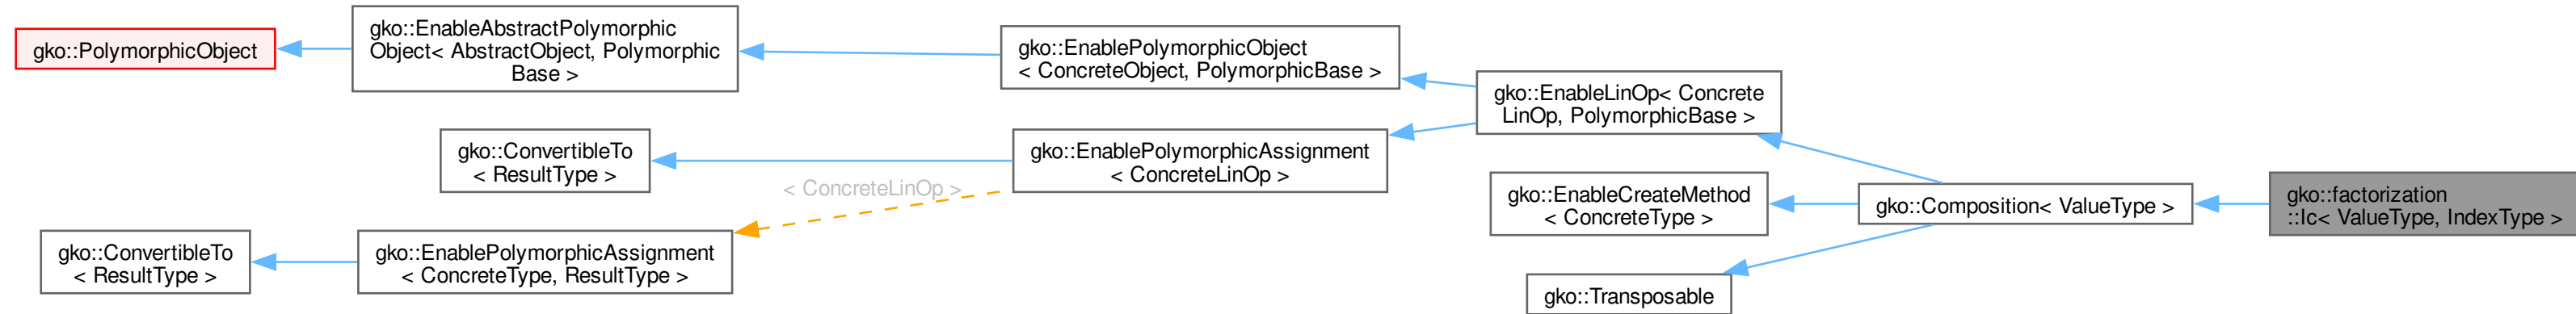 gko::PolymorphicObject
gko::EnableAbstractPolymorphic
Object< AbstractObject, Polymorphic
Base >
gko::EnablePolymorphicObject
< ConcreteObject, PolymorphicBase >
gko::EnableLinOp< Concrete
LinOp, PolymorphicBase >
gko::ConvertibleTo
< ResultType >
gko::EnablePolymorphicAssignment
< ConcreteLinOp >
< ConcreteLinOp >
gko::ConvertibleTo
< ResultType >
gko::EnablePolymorphicAssignment
< ConcreteType, ResultType >
gko::EnableCreateMethod
< ConcreteType >
gko::Transposable
gko::Composition< ValueType >
gko::factorization
::Ic< ValueType, IndexType >